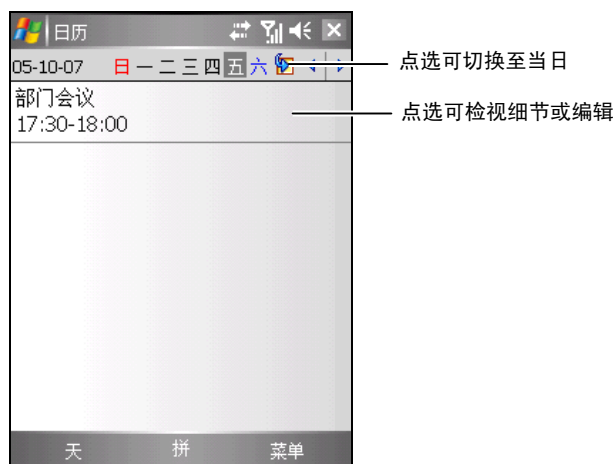 日历
05-10-07 日 一 二 三 四 五 六
点选可切换至当日
部门会议
17:30-18:00
点选可检视细节或编辑
天 拼 菜单